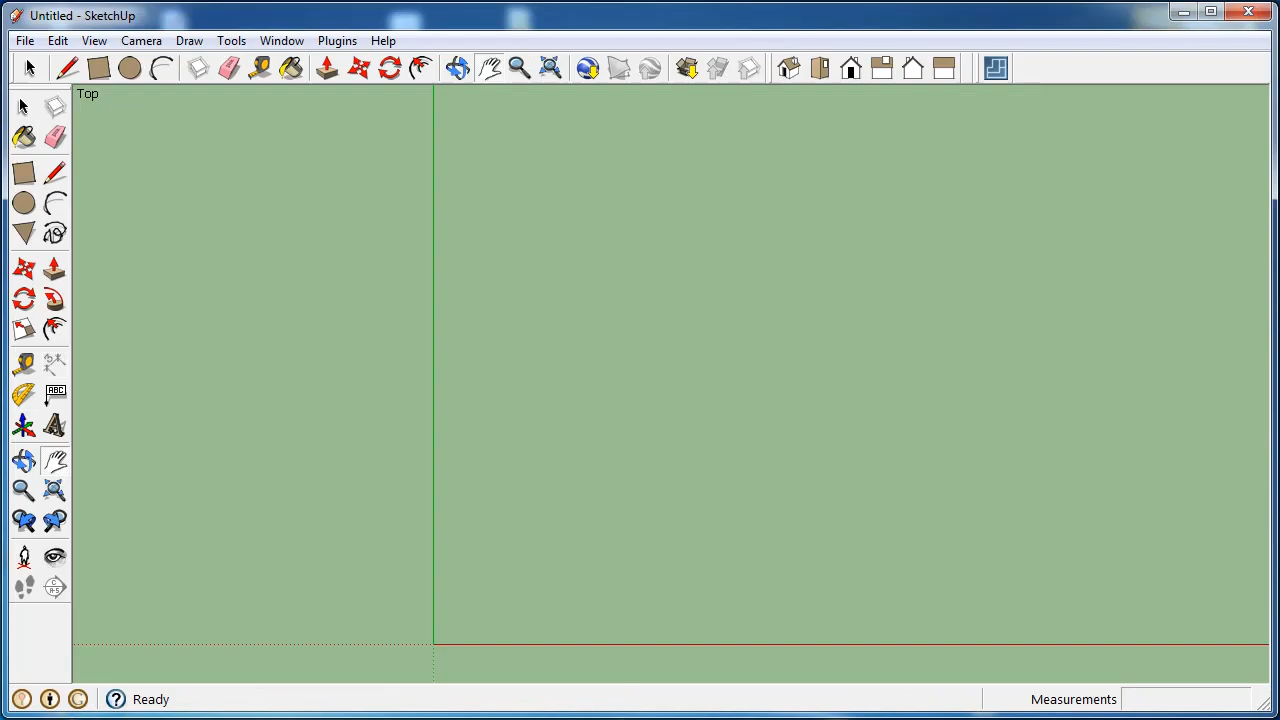 Untitled - SketchUp
File Edit View Camera Draw Tools Window Plugins Help
Top
ABC
Ready
Measurements